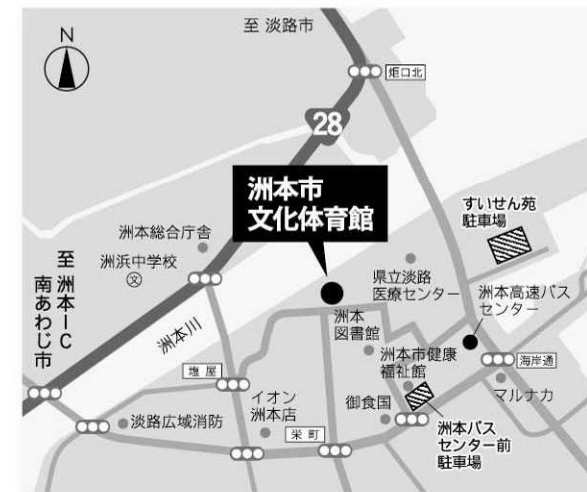 N
至 淡路市
炬口北
28
洲本市
文化体育館
すいせん苑
駐車場
洲本総合庁舎
洲浜中学校
文
至 洲本IC
南あわじ市
県立淡路
医療センター
洲本高速バス
センター
洲本川
洲本
図書館
洲本市健康
福祉館
海岸通
塩屋
イオン
洲本店
御食国
マルナカ
淡路広域消防
栄町
洲本バス
センター前
駐車場